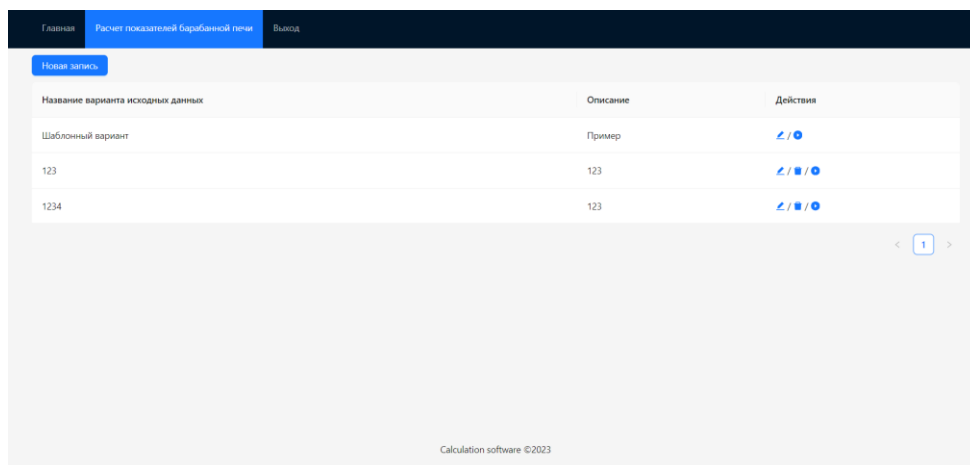 Главная Расчет показателей барабанной печи Выход
Новая запись
Название варианта исходных данных Описание Действия
Шаблонный вариант Пример / 
123 123 / /
1234 123 / /
< 1 >
Calculation software ©2023